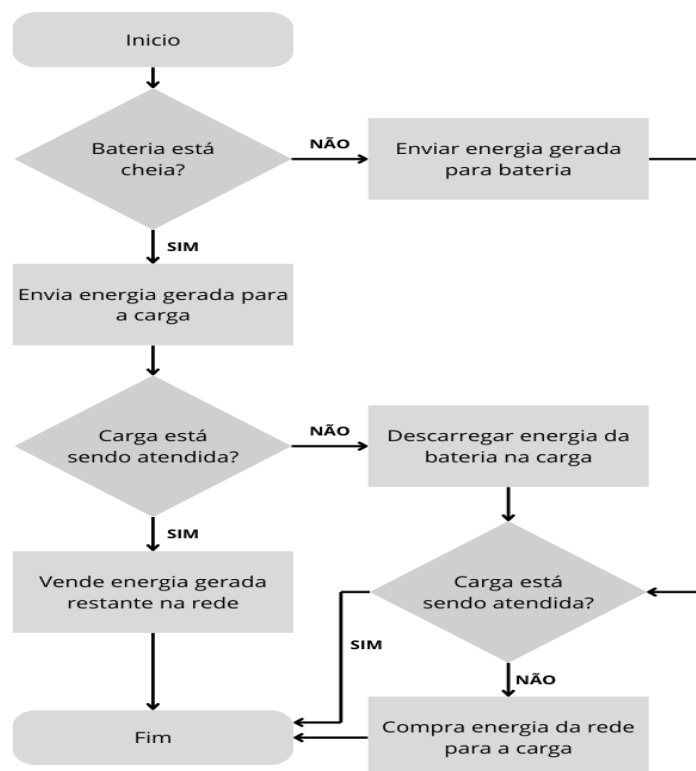 Inicio
Bateria está
cheia?
NÃO
Enviar energia gerada
para bateria
SIM
Envia energia gerada para
a carga
Carga está
sendo atendida?
NÃO
Descarregar energia da
bateria na carga
SIM
Vende energia gerada
restante na rede
Carga está
sendo atendida?
SIM
NÃO
Fim
Compra energia da rede
para a carga